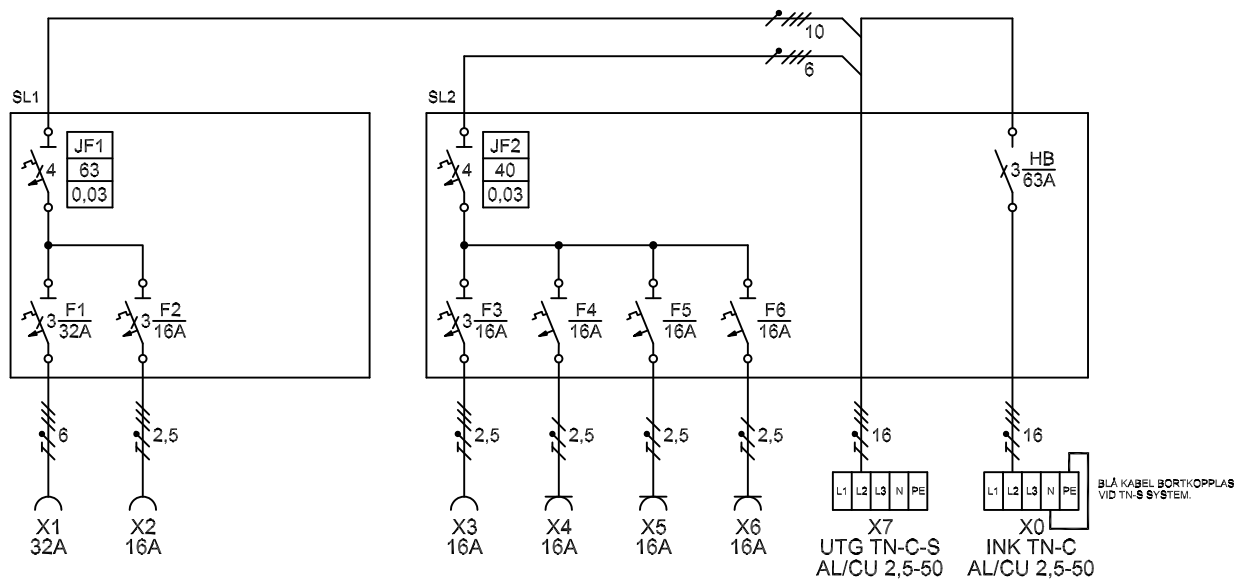 10
6
SL1
SL2
JF1
63
0,03
4
JF2
40
0,03
4
HB
3
63A
F1
3
32A
F2
3
16A
F3
3
16A
F4
16A
F5
16A
F6
16A
6
2,5
2,5
2,5
2,5
2,5
16
16
L1 L2 L3 N PE
L1 L2 L3 N PE
BLÅ KABEL BORTKOPPLAS
VID TN-S SYSTEM.
X1
32A
X2
16A
X3
16A
X4
16A
X5
16A
X6
16A
X7
UTG TN-C-S
AL/CU 2,5-50
X0
INK TN-C
AL/CU 2,5-50